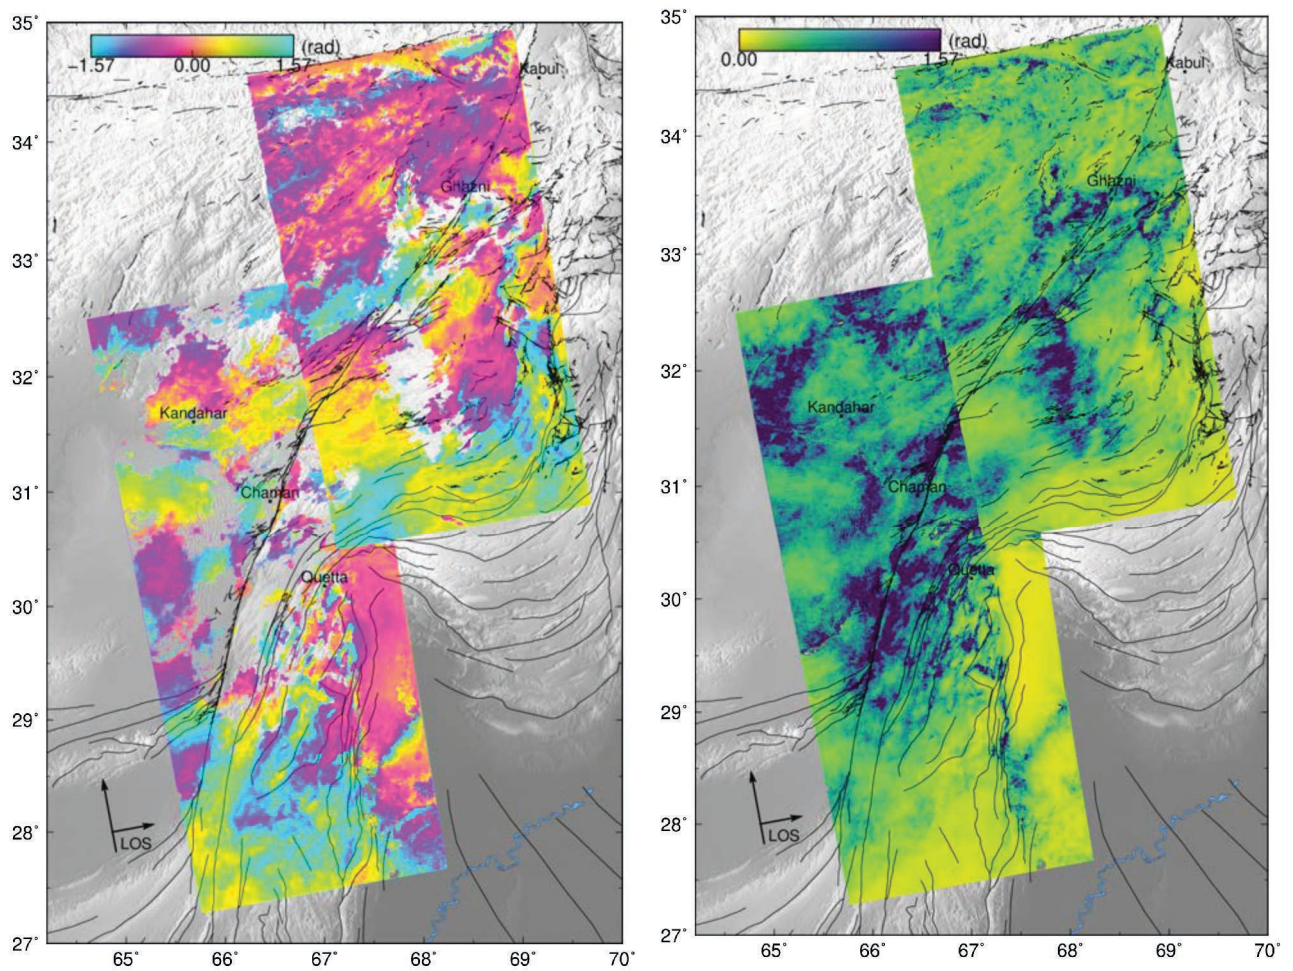 35°
34°
33°
32°
31°
30°
29°
28°
27°
65°
66°
67°
68°
69°
70°
−1.57
0.00
1.57
(rad)
Kabul
Ghazni
Kandahar
Chaman
Quetta
LOS
35°
34°
33°
32°
31°
30°
29°
28°
27°
65°
66°
67°
68°
69°
70°
0.00
1.57
(rad)
Kabul
Ghazni
Kandahar
Chaman
Quetta
LOS